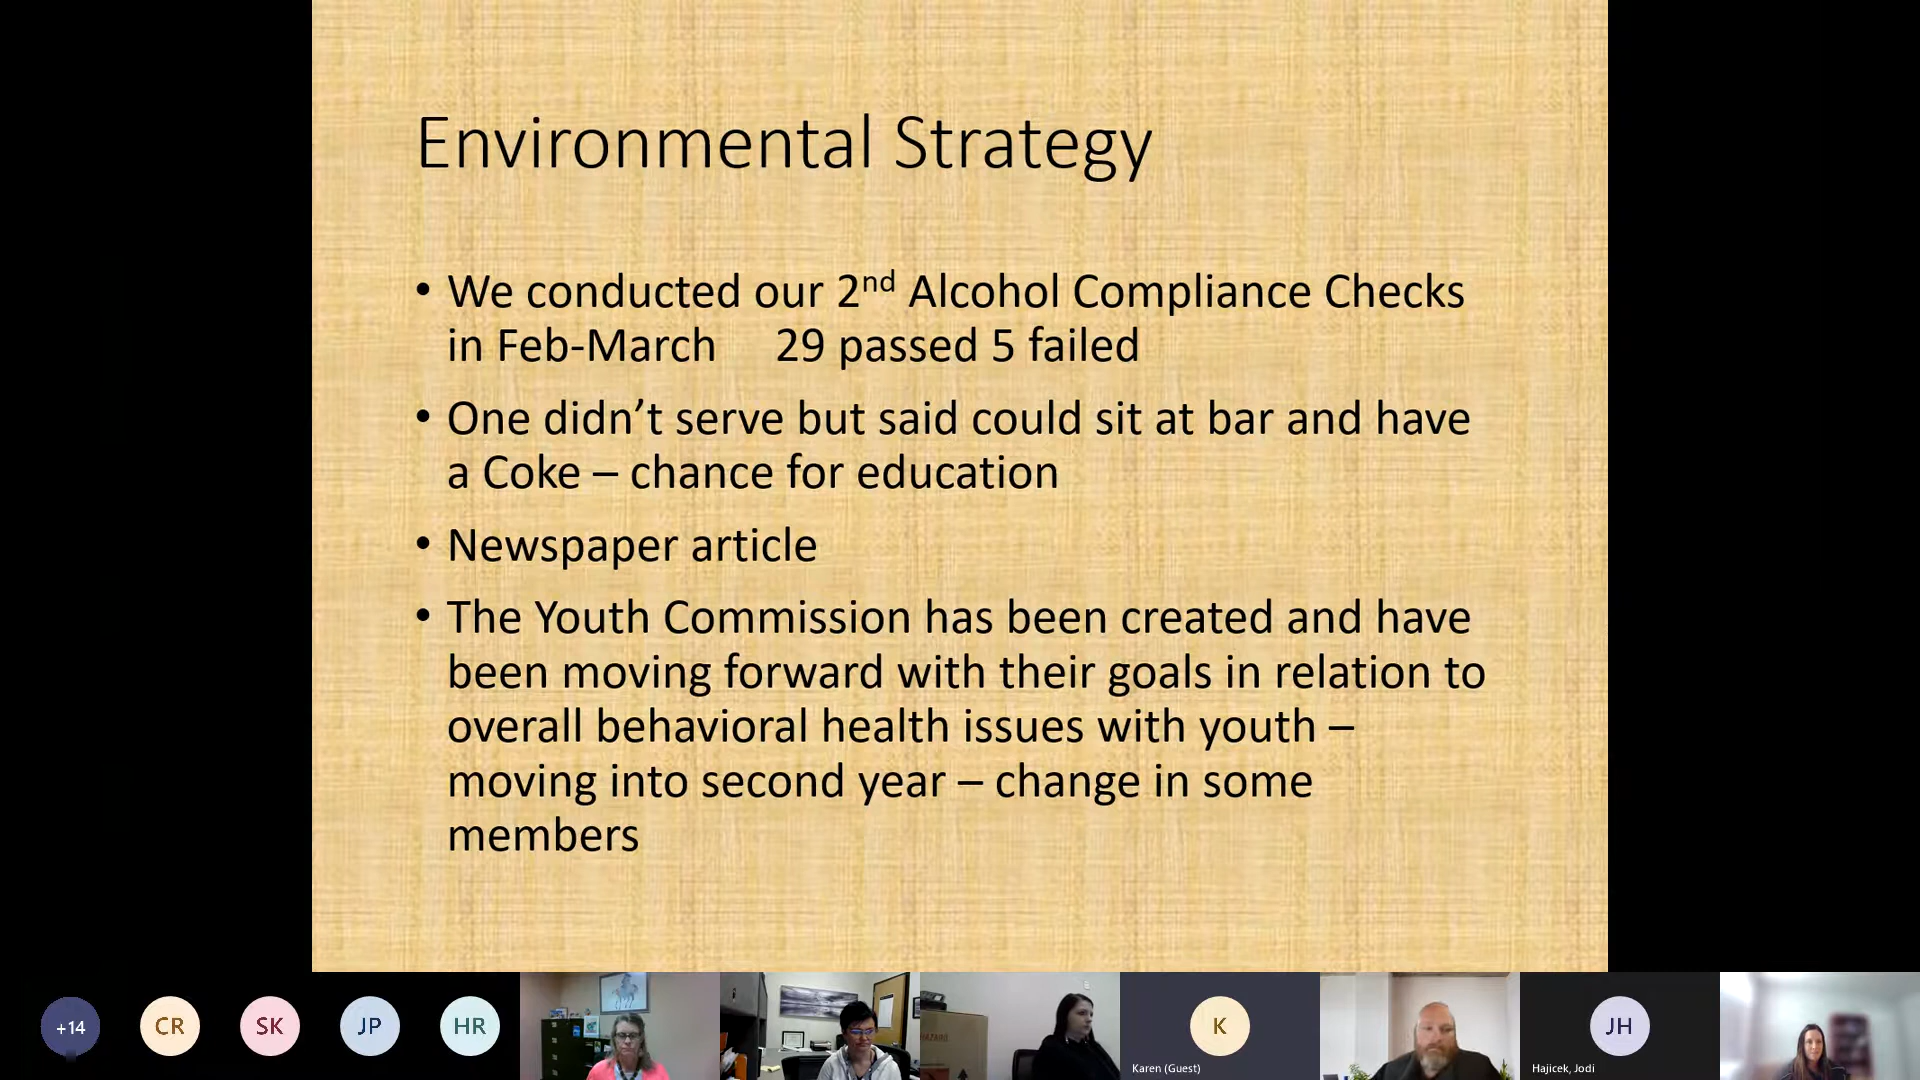 Environmental Strategy
• We conducted our 2nd Alcohol Compliance Checks
in Feb-March 29 passed 5 failed
• One didn’t serve but said could sit at bar and have
a Coke – chance for education
• Newspaper article
• The Youth Commission has been created and have
been moving forward with their goals in relation to
overall behavioral health issues with youth –
moving into second year – change in some
members
+14
CR
SK
JP
HR
K
Karen (Guest)
JH
Hajicek, Jodi